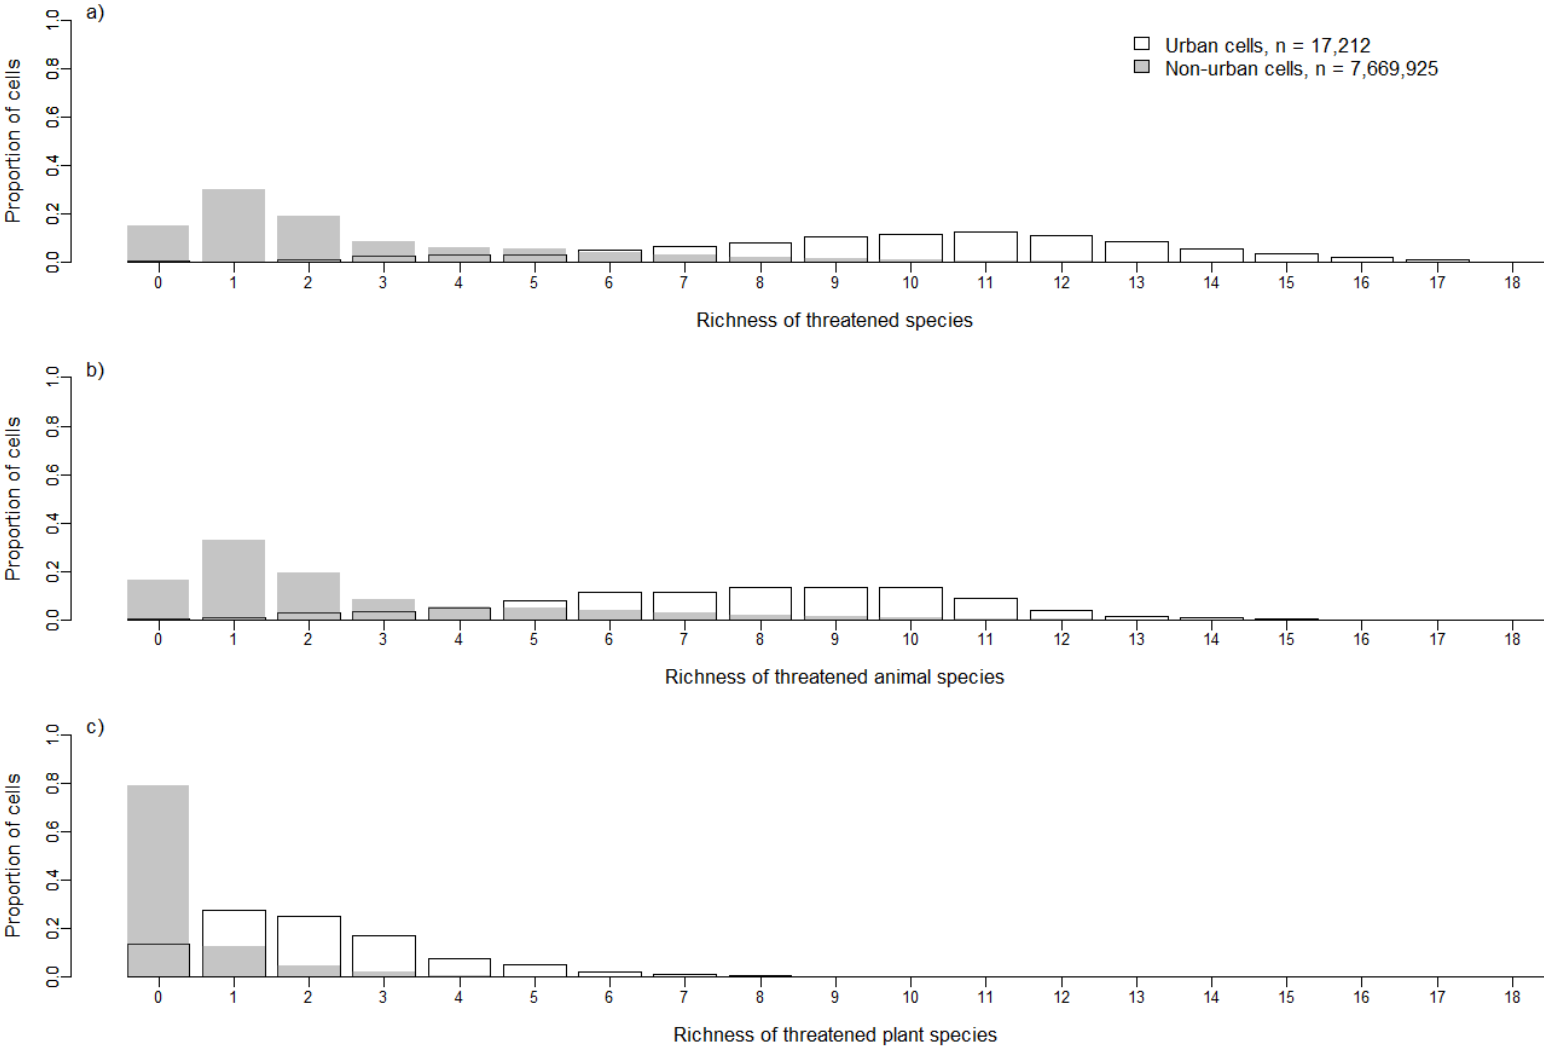 a)
Urban cells, n = 17,212
Non-urban cells, n = 7,669,925
Proportion of cells
0.0 0.2 0.4 0.6 0.8 1.0
0 1 2 3 4 5 6 7 8 9 10 11 12 13 14 15 16 17 18
Richness of threatened species
b)
Proportion of cells
0.0 0.2 0.4 0.6 0.8 1.0
0 1 2 3 4 5 6 7 8 9 10 11 12 13 14 15 16 17 18
Richness of threatened animal species
c)
Proportion of cells
0.0 0.2 0.4 0.6 0.8 1.0
0 1 2 3 4 5 6 7 8 9 10 11 12 13 14 15 16 17 18
Richness of threatened plant species